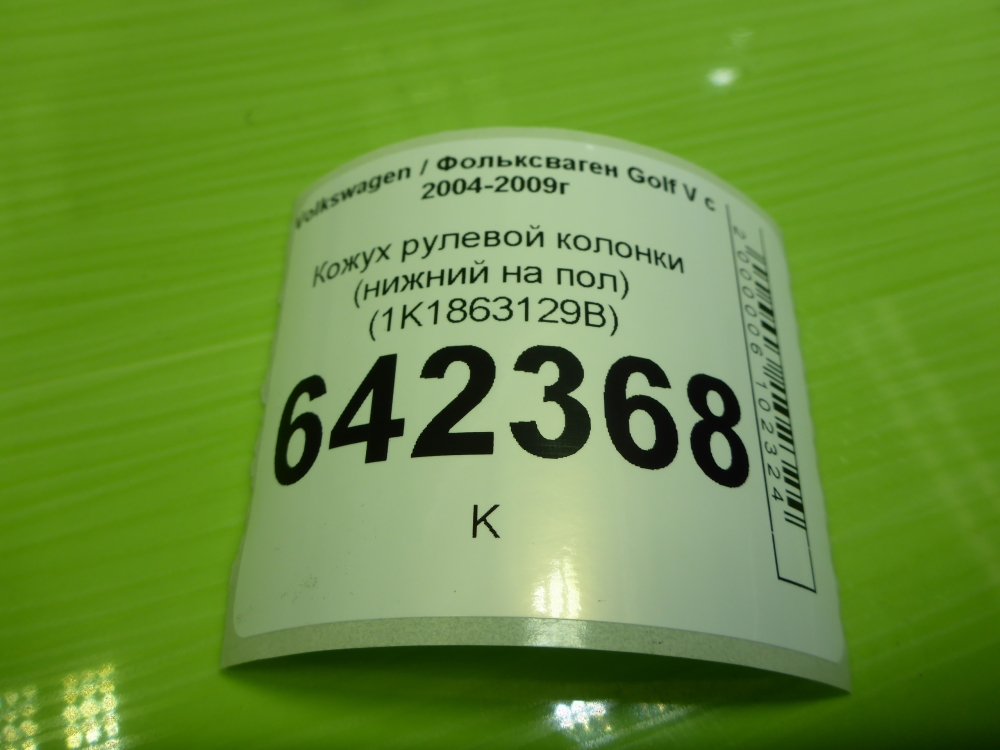 Volkswagen / Фольксваген Golf V с
2004-2009г
Кожух рулевой колонки
(нижний на пол)
(1K1863129B)
642368
K
2000006102324